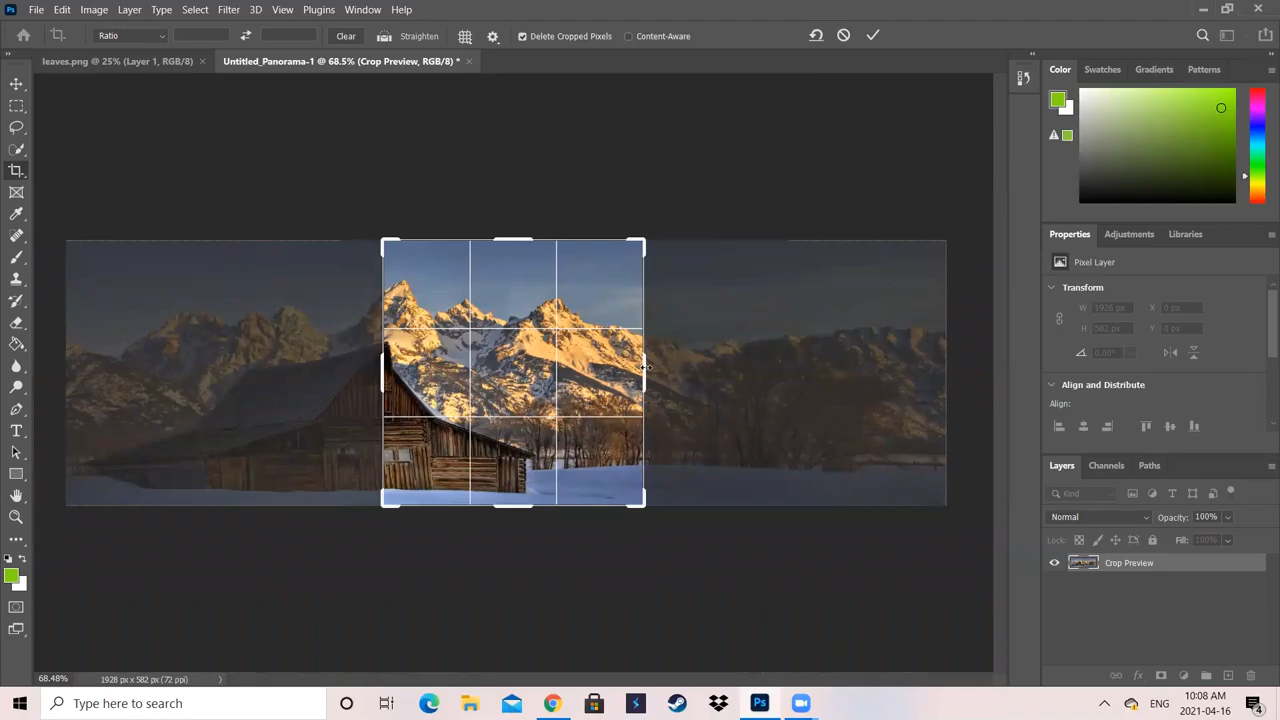 Ps File Edit Image Layer Type Select Filter 3D View Plugins Window Help
Ratio Clear Straighten Delete Cropped Pixels Content-Aware
leaves.png @ 25% (Layer 1, RGB/8) × Untitled_Panorama-1 @ 68.5% (Crop Preview, RGB/8) * ×
Color Swatches Gradients Patterns
Properties Adjustments Libraries
Pixel Layer
Transform
W 1926 px X 0 px
H 562 px Y 0 px
0.00°
Align and Distribute
Align:
Layers Channels Paths
Kind
Normal Opacity: 100%
Lock: Fill: 100%
Crop Preview
68.48% 1928 px x 582 px (72 ppi)
Type here to search
ENG
10:08 AM
2021-04-16
4